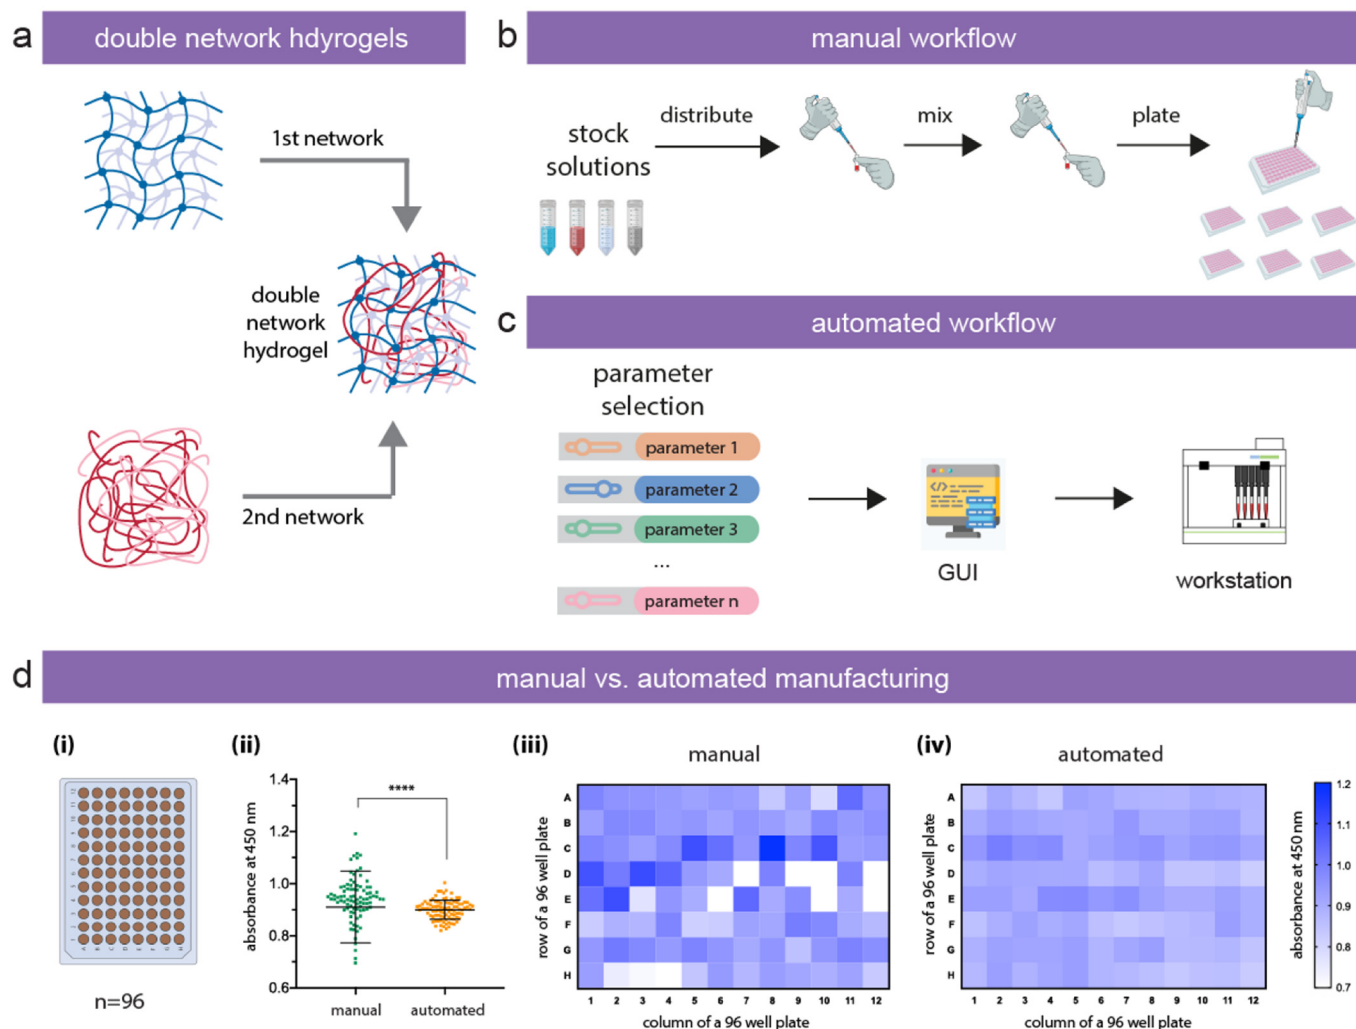 a
double network hdyrogels
1st network
double
network
hydrogel
2nd network
b
manual workflow
stock
solutions
distribute
mix
plate
c
automated workflow
parameter
selection
parameter 1
parameter 2
parameter 3
...
parameter n
</>
GUI
workstation
d
manual vs. automated manufacturing
(i)
n=96
(ii)
absorbance at 450 nm
1.4
1.2
1.0
0.8
0.6
****
manual
automated
(iii)
manual
row of a 96 well plate
A
B
C
D
E
F
G
H
1 2 3 4 5 6 7 8 9 10 11 12
column of a 96 well plate
(iv)
automated
row of a 96 well plate
A
B
C
D
E
F
G
H
1 2 3 4 5 6 7 8 9 10 11 12
column of a 96 well plate
absorbance at 450 nm
1.2
1.1
1.0
0.9
0.8
0.7